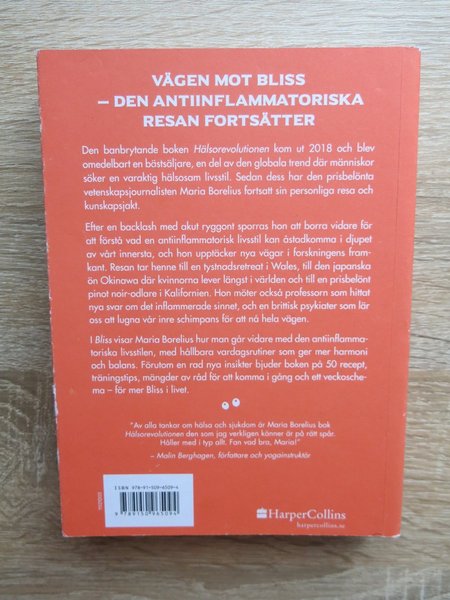 VÄGEN MOT BLISS
– DEN ANTIINFLAMMATORISKA
RESAN FORTSÄTTER
Den banbrytande boken Hälsorevolutionen kom ut 2018 och blev
omedelbart en bästsäljare, en del av den globala trend där människor
söker en varaktig hälsosam livsstil. Sedan dess har den prisbelönta
vetenskapsjournalisten Maria Borelius fortsatt sin personliga resa och
kunskapsjakt.
Efter en backlash med akut ryggont sporras hon att borra vidare för
att förstå vad en antiinflammatorisk livsstil kan åstadkomma i djupet
av vårt innersta, och hon upptäcker nya vägar i forskningens fram-
kant. Resan tar henne till en tystnadsretreat i Wales, till den japanska
ön Okinawa där kvinnorna lever längst i världen och till en prisbelönt
pinot noir-odlare i Kalifornien. Hon möter också professorn som hittat
nya svar om det inflammerade sinnet, och en brittisk psykiater som lär
oss att lugna vår inre schimpans för att nå hela vägen.
I Bliss visar Maria Borelius hur man går vidare med den antiinflamma-
toriska livsstilen, med hållbara vardagsrutiner som ger mer harmoni
och balans. Förutom en rad nya insikter bjuder boken på 50 recept,
träningstips, mängder av råd för att komma i gång och ett veckosche-
ma – för mer Bliss i livet.
"Av alla tankar om hälsa och sjukdom är Maria Borelius bok
Hälsorevolutionen den som jag verkligen känner är på rätt spår.
Håller med i typ allt. Fan vad bra, Maria!"
– Malin Berghagen, författare och yogainstruktör
ISBN 978-91-509-6509-4
9 789150 965094
HarperCollins
harpercollins.se